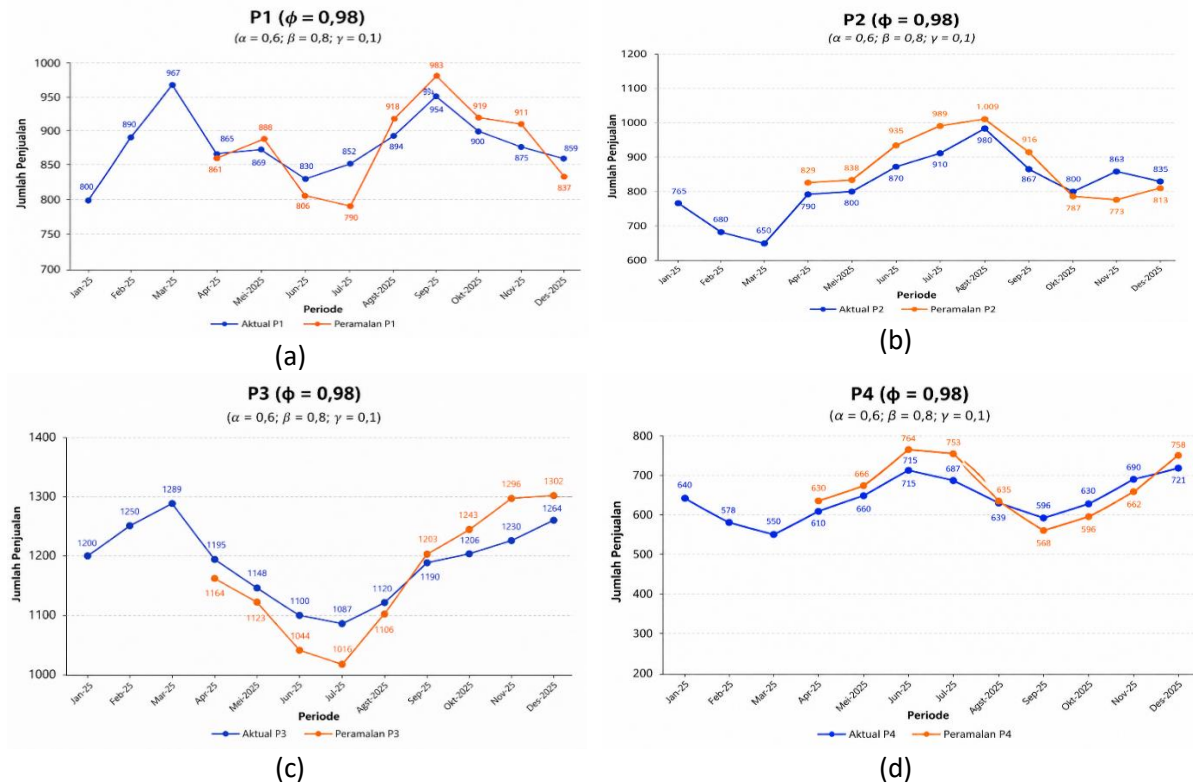 P1 (ϕ = 0,98)
(α = 0,6; β = 0,8; γ = 0,1)
Jumlah Penjualan
1000
950
900
850
800
750
700
800
890
967
865
869
830
852
894
954
900
875
859
861
888
806
790
918
983
919
911
837
Jan-25
Feb-25
Mar-25
Apr-25
Mei-2025
Jun-25
Jul-25
Agst-2025
Sep-25
Okt-2025
Nov-25
Des-2025
Periode
Aktual P1
Peramalan P1
(a)
P2 (ϕ = 0,98)
(α = 0,6; β = 0,8; γ = 0,1)
Jumlah Penjualan
1200
1100
1000
900
800
700
600
765
680
650
790
800
870
910
980
867
800
863
835
829
838
935
989
1.009
916
787
773
813
Jan-25
Feb-25
Mar-25
Apr-25
Mei-2025
Jun-25
Jul-25
Agst-2025
Sep-25
Okt-2025
Nov-25
Des-2025
Periode
Aktual P2
Peramalan P2
(b)
P3 (ϕ = 0,98)
(α = 0,6; β = 0,8; γ = 0,1)
Jumlah Penjualan
1400
1300
1200
1100
1000
1200
1250
1289
1195
1148
1100
1087
1120
1190
1206
1230
1264
1164
1123
1044
1016
1106
1203
1243
1296
1302
Jan-25
Feb-25
Mar-25
Apr-25
Mei-2025
Jun-25
Jul-25
Agst-2025
Sep-25
Okt-2025
Nov-25
Des-2025
Periode
Aktual P3
Peramalan P3
(c)
P4 (ϕ = 0,98)
(α = 0,6; β = 0,8; γ = 0,1)
Jumlah Penjualan
800
700
600
500
400
300
200
640
578
550
610
660
715
715
687
639
596
630
690
721
630
666
764
753
635
568
596
662
758
Jan-25
Feb-25
Mar-25
Apr-25
Mei-2025
Jun-25
Jul-25
Agst-2025
Sep-25
Okt-2025
Nov-25
Des-2025
Periode
Aktual P4
Peramalan P4
(d)